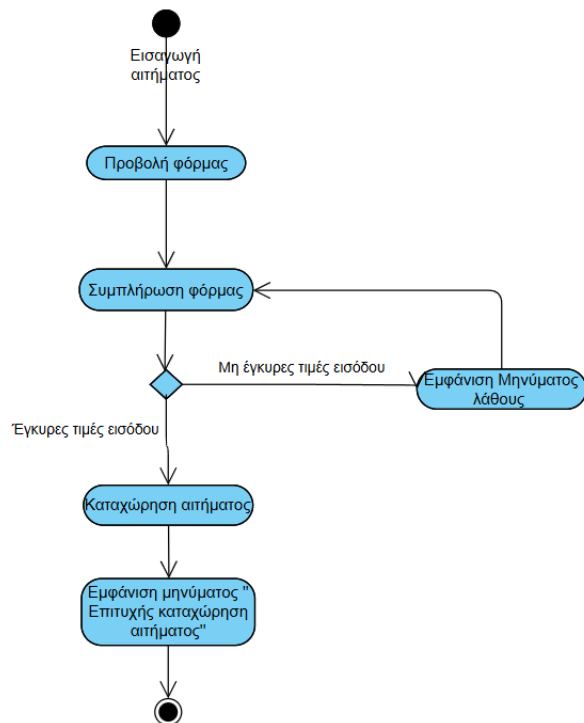 Εισαγωγή
αιτήματος
Προβολή φόρμας
Συμπλήρωση φόρμας
Μη έγκυρες τιμές εισόδου
Εμφάνιση Μηνύματος
λάθους
Έγκυρες τιμές εισόδου
Καταχώρηση αιτήματος
Εμφάνιση μηνύματος "
Επιτυχής καταχώρηση
αιτήματος"